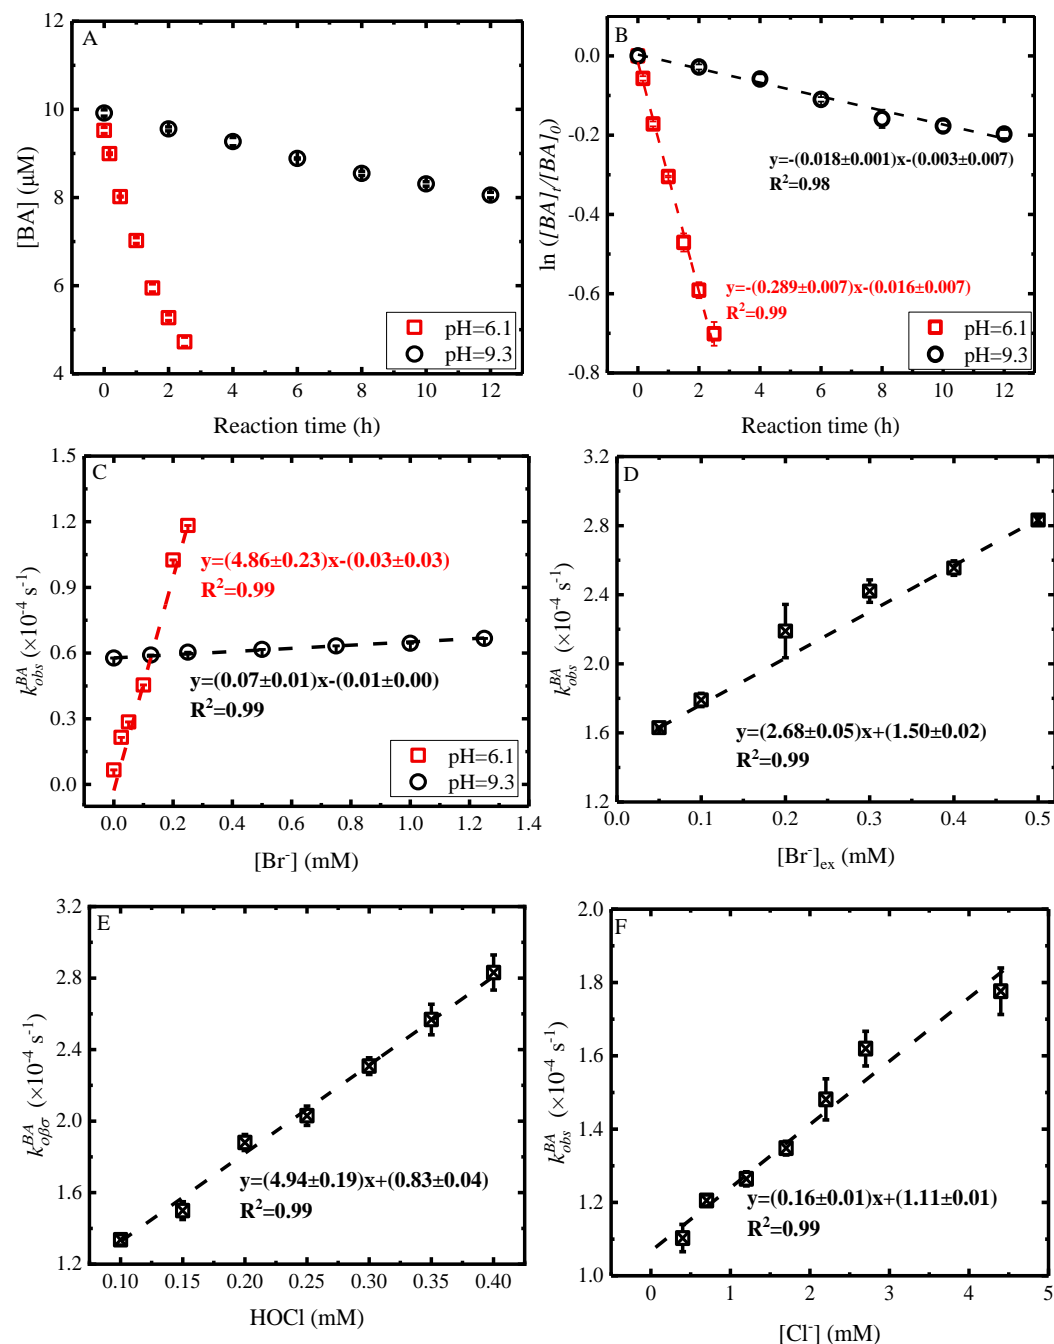 A
[BA] (μM)
10
8
6
4
0 2 4 6 8 10 12
Reaction time (h)
pH=6.1
pH=9.3
B
ln ([BA]t/[BA]0)
0.0
-0.2
-0.4
-0.6
-0.8
0 2 4 6 8 10 12
Reaction time (h)
y=-(0.018±0.001)x-(0.003±0.007)
R²=0.98
y=-(0.289±0.007)x-(0.016±0.007)
R²=0.99
pH=6.1
pH=9.3
C
k_obs^BA (×10⁻⁴ s⁻¹)
1.5
1.2
0.9
0.6
0.3
0.0
0.0 0.2 0.4 0.6 0.8 1.0 1.2 1.4
[Br⁻] (mM)
y=(4.86±0.23)x-(0.03±0.03)
R²=0.99
y=(0.07±0.01)x-(0.01±0.00)
R²=0.99
pH=6.1
pH=9.3
D
k_obs^BA (×10⁻⁴ s⁻¹)
3.2
2.8
2.4
2.0
1.6
1.2
0.0 0.1 0.2 0.3 0.4 0.5
[Br⁻]ex (mM)
y=(2.68±0.05)x+(1.50±0.02)
R²=0.99
E
k_οβσ^BA (×10⁻⁴ s⁻¹)
3.2
2.8
2.4
2.0
1.6
1.2
0.10 0.15 0.20 0.25 0.30 0.35 0.40
HOCl (mM)
y=(4.94±0.19)x+(0.83±0.04)
R²=0.99
F
k_obs^BA (×10⁻⁴ s⁻¹)
2.0
1.8
1.6
1.4
1.2
1.0
0 1 2 3 4 5
[Cl⁻] (mM)
y=(0.16±0.01)x+(1.11±0.01)
R²=0.99